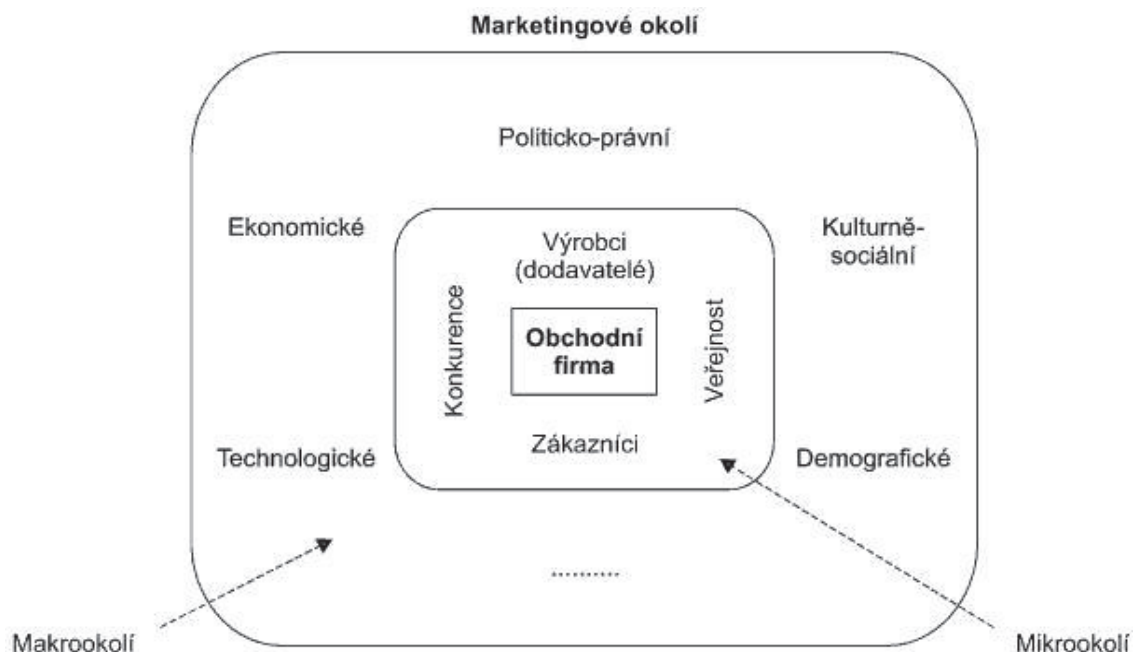 Marketingové okolí
Politicko-právní
Ekonomické
Kulturně-
sociální
Výrobci
(dodavatelé)
Konkurence
Obchodní
firma
Veřejnost
Zákazníci
Technologické
Demografické
..........
Makrookolí
Mikrookolí